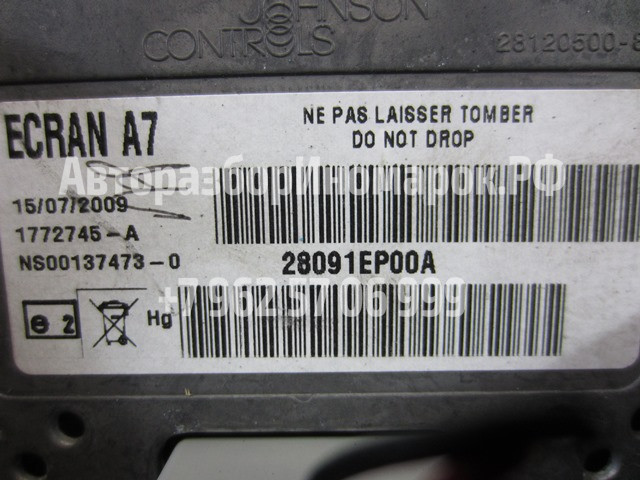 JOHNSON
CONTROLS
28120500-8
ECRAN A7
NE PAS LAISSER TOMBER
DO NOT DROP
АвторазборИномарок.РФ
15/07/2009
1772745-A
NS00137473-0
28091EP00A
+79625706999
e 2
Hg